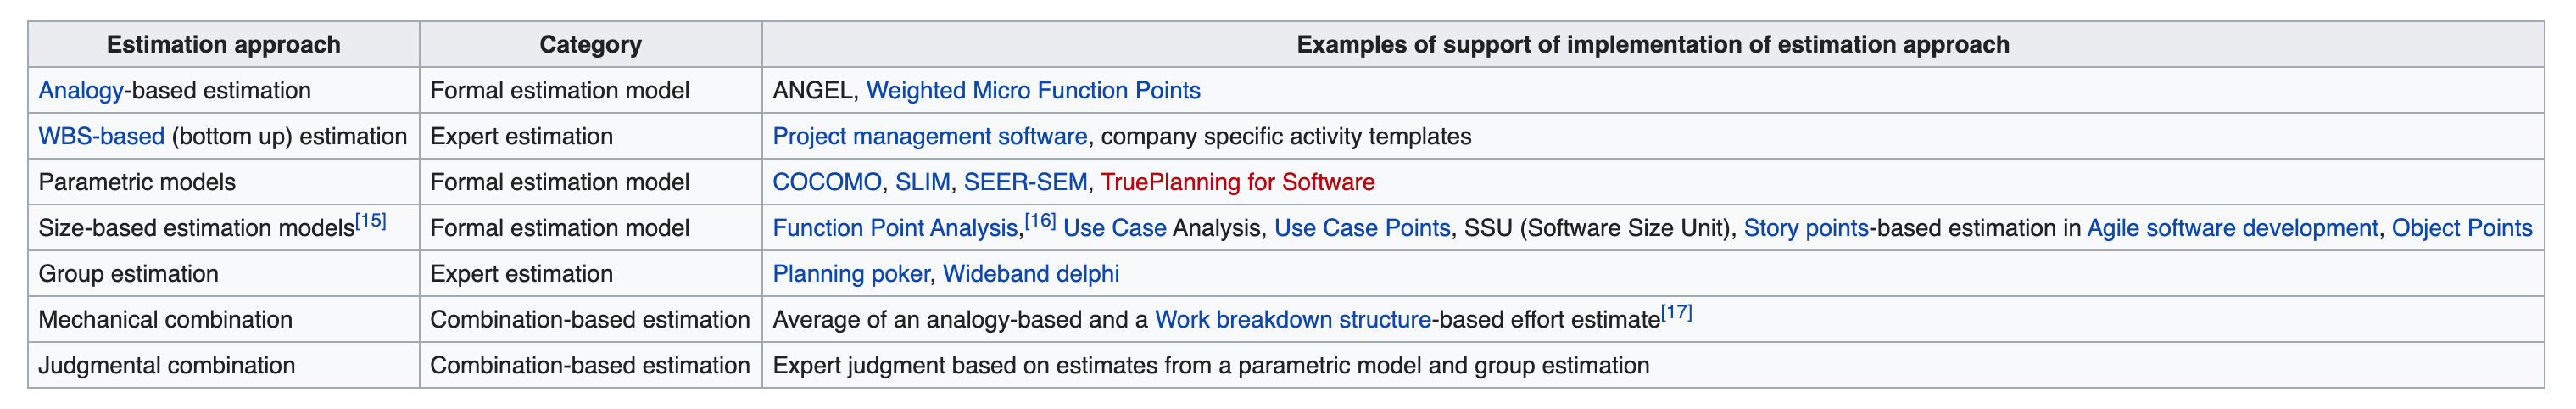 Estimation approach Category Examples of support of implementation of estimation approach
Analogy-based estimation Formal estimation model ANGEL, Weighted Micro Function Points
WBS-based (bottom up) estimation Expert estimation Project management software, company specific activity templates
Parametric models Formal estimation model COCOMO, SLIM, SEER-SEM, TruePlanning for Software
Size-based estimation models[15] Formal estimation model Function Point Analysis,[16] Use Case Analysis, Use Case Points, SSU (Software Size Unit), Story points-based estimation in Agile software development, Object Points
Group estimation Expert estimation Planning poker, Wideband delphi
Mechanical combination Combination-based estimation Average of an analogy-based and a Work breakdown structure-based effort estimate[17]
Judgmental combination Combination-based estimation Expert judgment based on estimates from a parametric model and group estimation